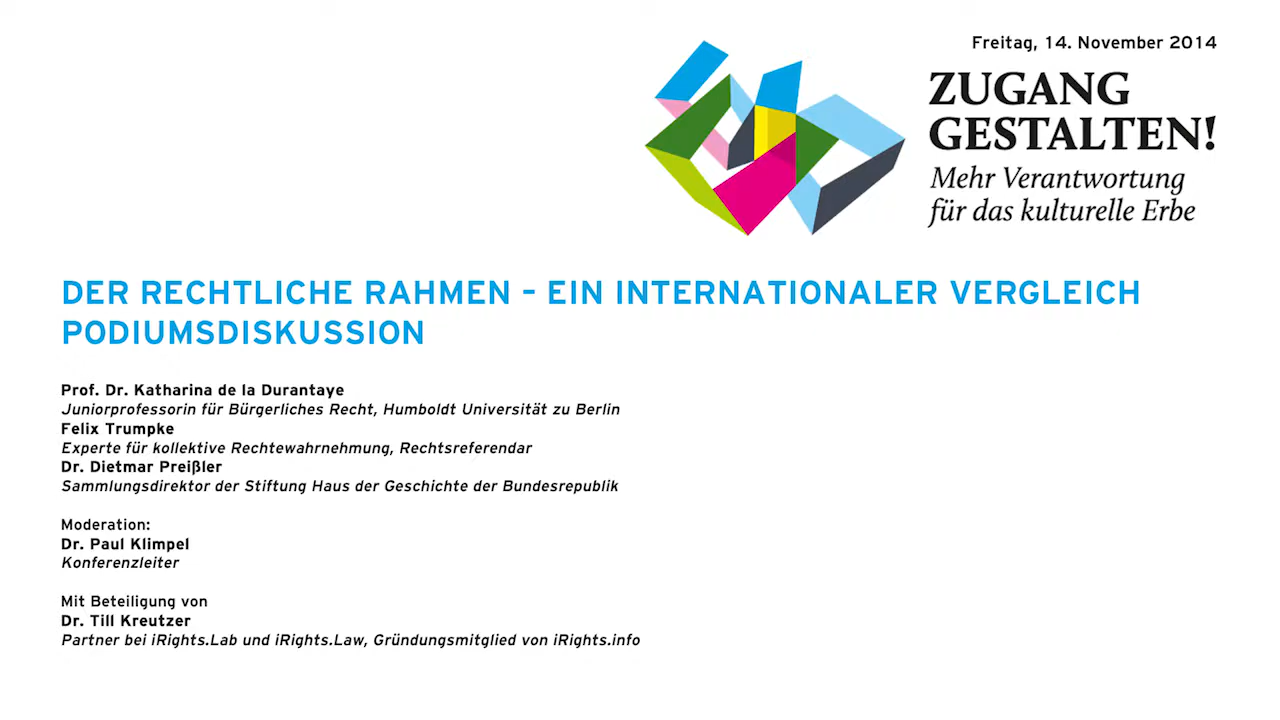 Freitag, 14. November 2014
ZUGANG
GESTALTEN!
Mehr Verantwortung
für das kulturelle Erbe
DER RECHTLICHE RAHMEN – EIN INTERNATIONALER VERGLEICH
PODIUMSDISKUSSION
Prof. Dr. Katharina de la Durantaye
Juniorprofessorin für Bürgerliches Recht, Humboldt Universität zu Berlin
Felix Trumpke
Experte für kollektive Rechtewahrnehmung, Rechtsreferendar
Dr. Dietmar Preißler
Sammlungsdirektor der Stiftung Haus der Geschichte der Bundesrepublik
Moderation:
Dr. Paul Klimpel
Konferenzleiter
Mit Beteiligung von
Dr. Till Kreutzer
Partner bei iRights.Lab und iRights.Law, Gründungsmitglied von iRights.info